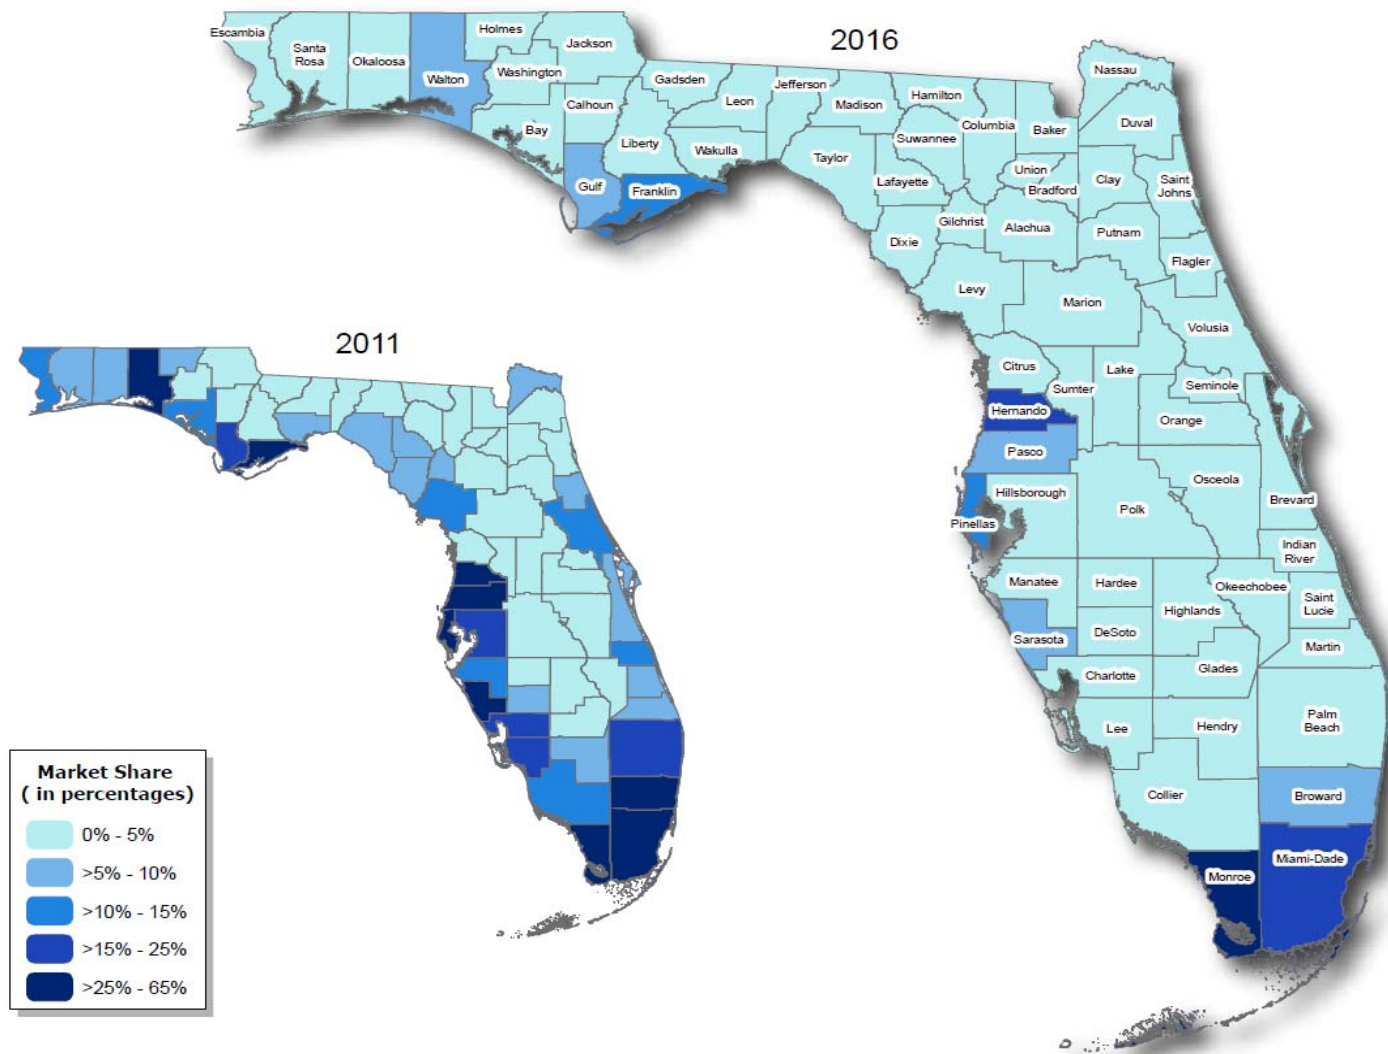 2016
Escambia
Santa
Rosa
Okaloosa
Walton
Holmes
Jackson
Washington
Bay
Calhoun
Gulf
Gadsden
Liberty
Franklin
Leon
Wakulla
Jefferson
Madison
Taylor
Hamilton
Suwannee
Lafayette
Columbia
Baker
Nassau
Duval
Union
Bradford
Clay
Saint
Johns
Gilchrist
Alachua
Putnam
Dixie
Flagler
Levy
Marion
Volusia
Citrus
Sumter
Lake
Seminole
Hernando
Orange
Pasco
Hillsborough
Osceola
Brevard
Pinellas
Polk
Indian
River
Manatee
Hardee
Okeechobee
Saint
Lucie
Highlands
Sarasota
DeSoto
Martin
Charlotte
Glades
Lee
Hendry
Palm
Beach
Collier
Broward
Monroe
Miami-Dade
2011
Market Share
( in percentages)
0% - 5%
>5% - 10%
>10% - 15%
>15% - 25%
>25% - 65%